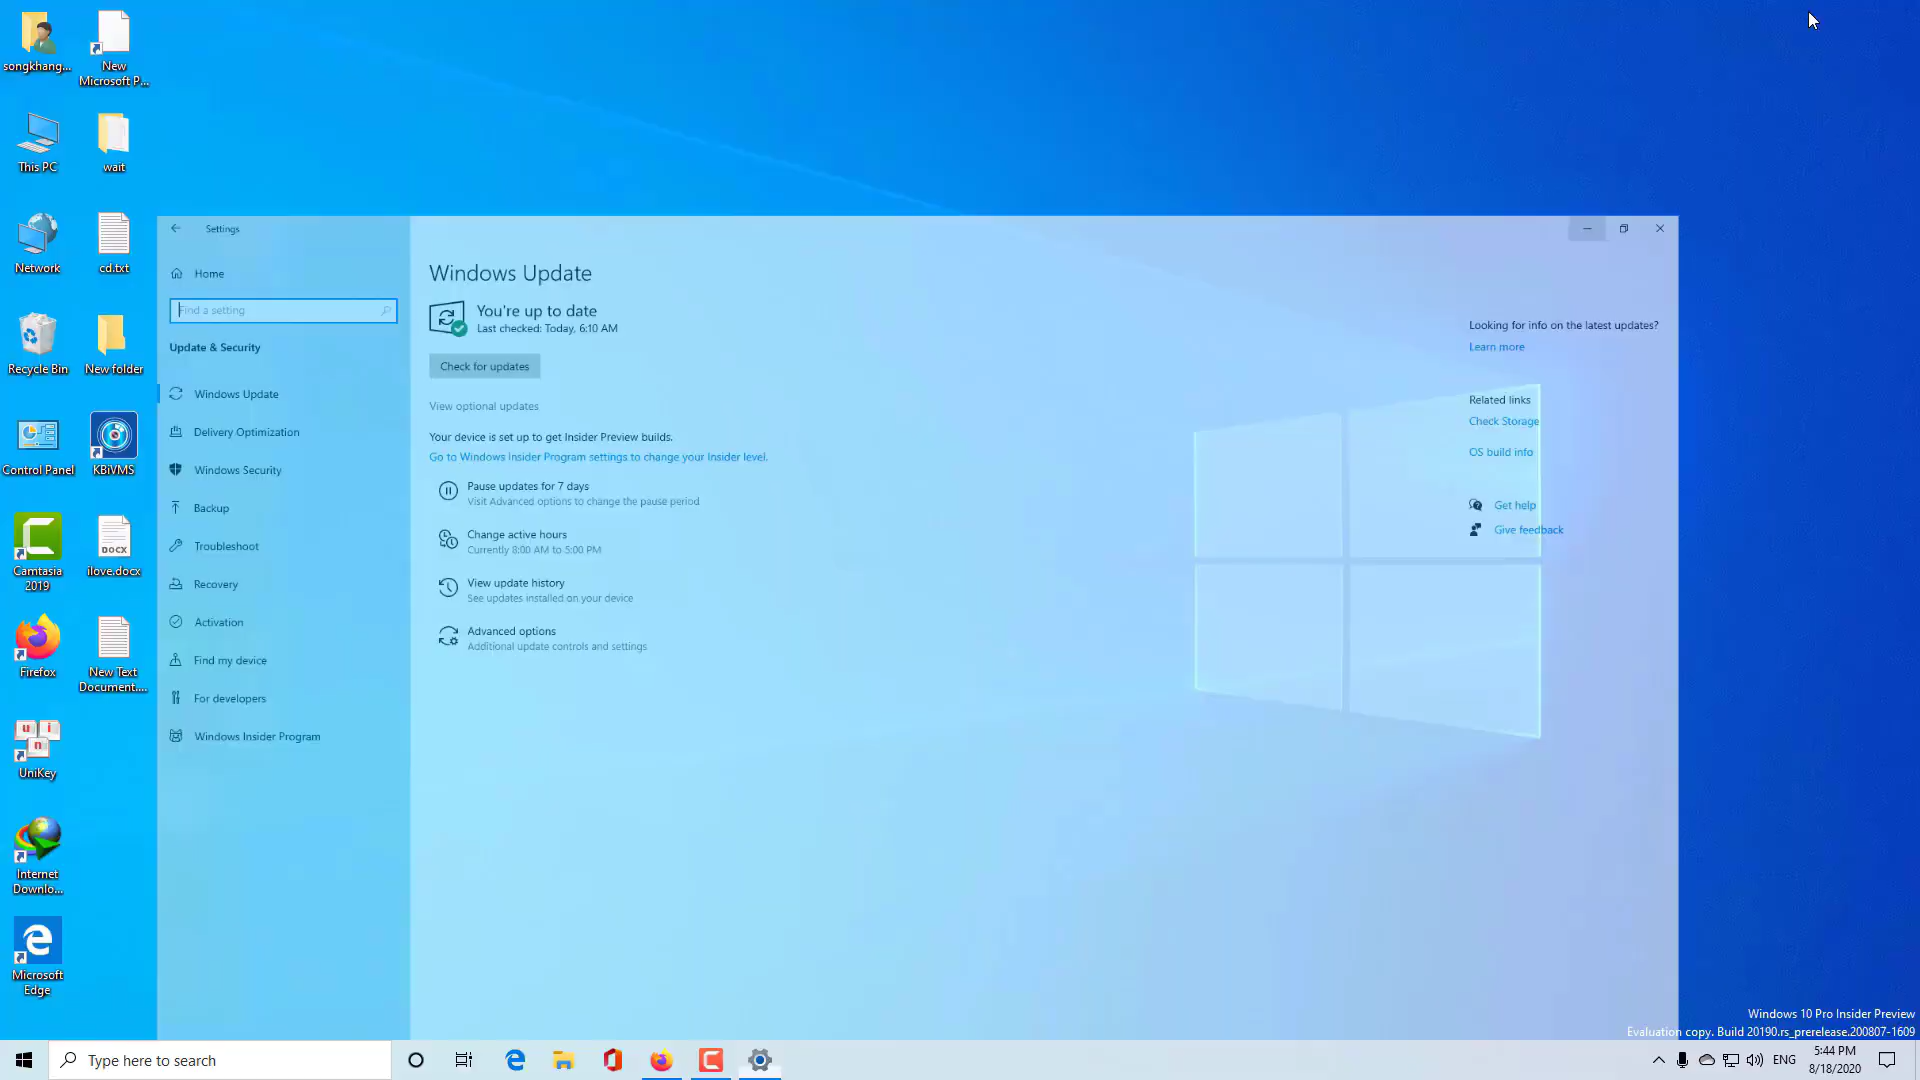 songkhang...
New
Microsoft P...
This PC
wait
Network
cd.txt
Recycle Bin
New folder
Control Panel
KBiVMS
Camtasia
2019
DOCX
ilove.docx
Firefox
New Text
Document....
u i
n
UniKey
Internet
Downlo...
Microsoft
Edge
Settings
Home
Find a setting
Update & Security
Windows Update
Delivery Optimization
Windows Security
Backup
Troubleshoot
Recovery
Activation
Find my device
For developers
Windows Insider Program
Windows Update
You're up to date
Last checked: Today, 6:10 AM
Check for updates
View optional updates
Your device is set up to get Insider Preview builds.
Go to Windows Insider Program settings to change your Insider level.
Pause updates for 7 days
Visit Advanced options to change the pause period
Change active hours
Currently 8:00 AM to 5:00 PM
View update history
See updates installed on your device
Advanced options
Additional update controls and settings
Looking for info on the latest updates?
Learn more
Related links
Check Storage
OS build info
Get help
Give feedback
Windows 10 Pro Insider Preview
Evaluation copy. Build 20190.rs_prerelease.200807-1609
Type here to search
ENG
5:44 PM
8/18/2020